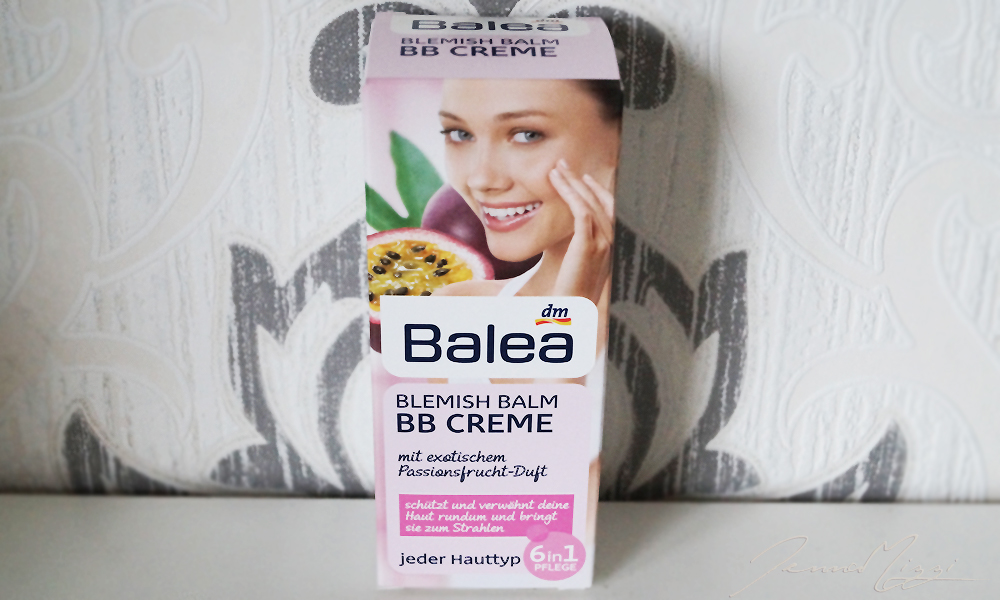 dm
Balea
BLEMISH BALM
BB CREME
dm
Balea
BLEMISH BALM
BB CREME
mit exotischem
Passionsfrucht-Duft
schützt und verwöhnt deine
Haut rundum und bringt
sie zum Strahlen
jeder Hauttyp
6in1
PFLEGE